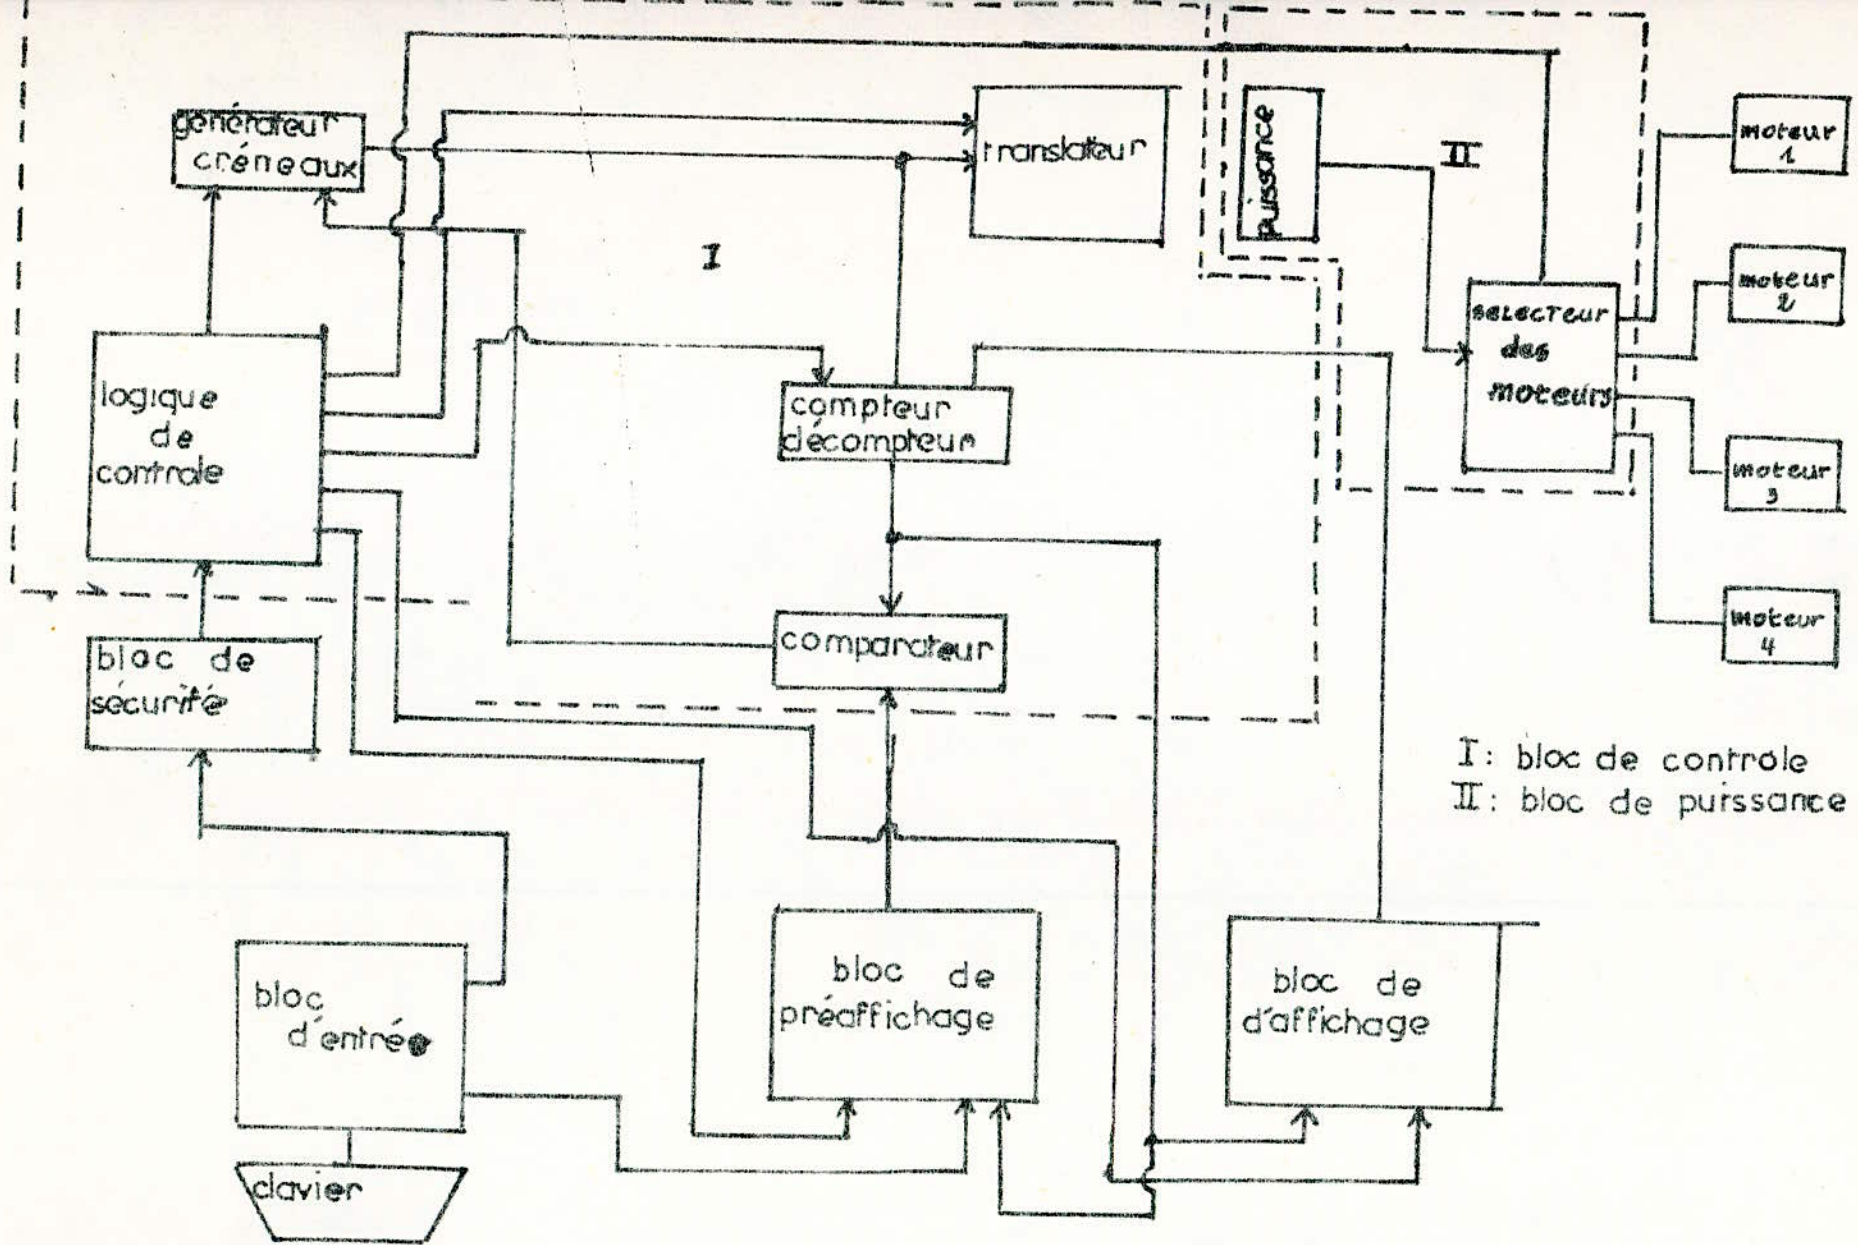 générateur
créneaux
translateur
puissance
II
moteur
1
I
moteur
2
selecteur
des
moteurs
logique
de
controle
compteur
décompteur
moteur
3
bloc de
sécurité
comparateur
moteur
4
I: bloc de contrôle
II: bloc de puissance
bloc
d'entrée
bloc de
préaffichage
bloc de
d'affichage
clavier